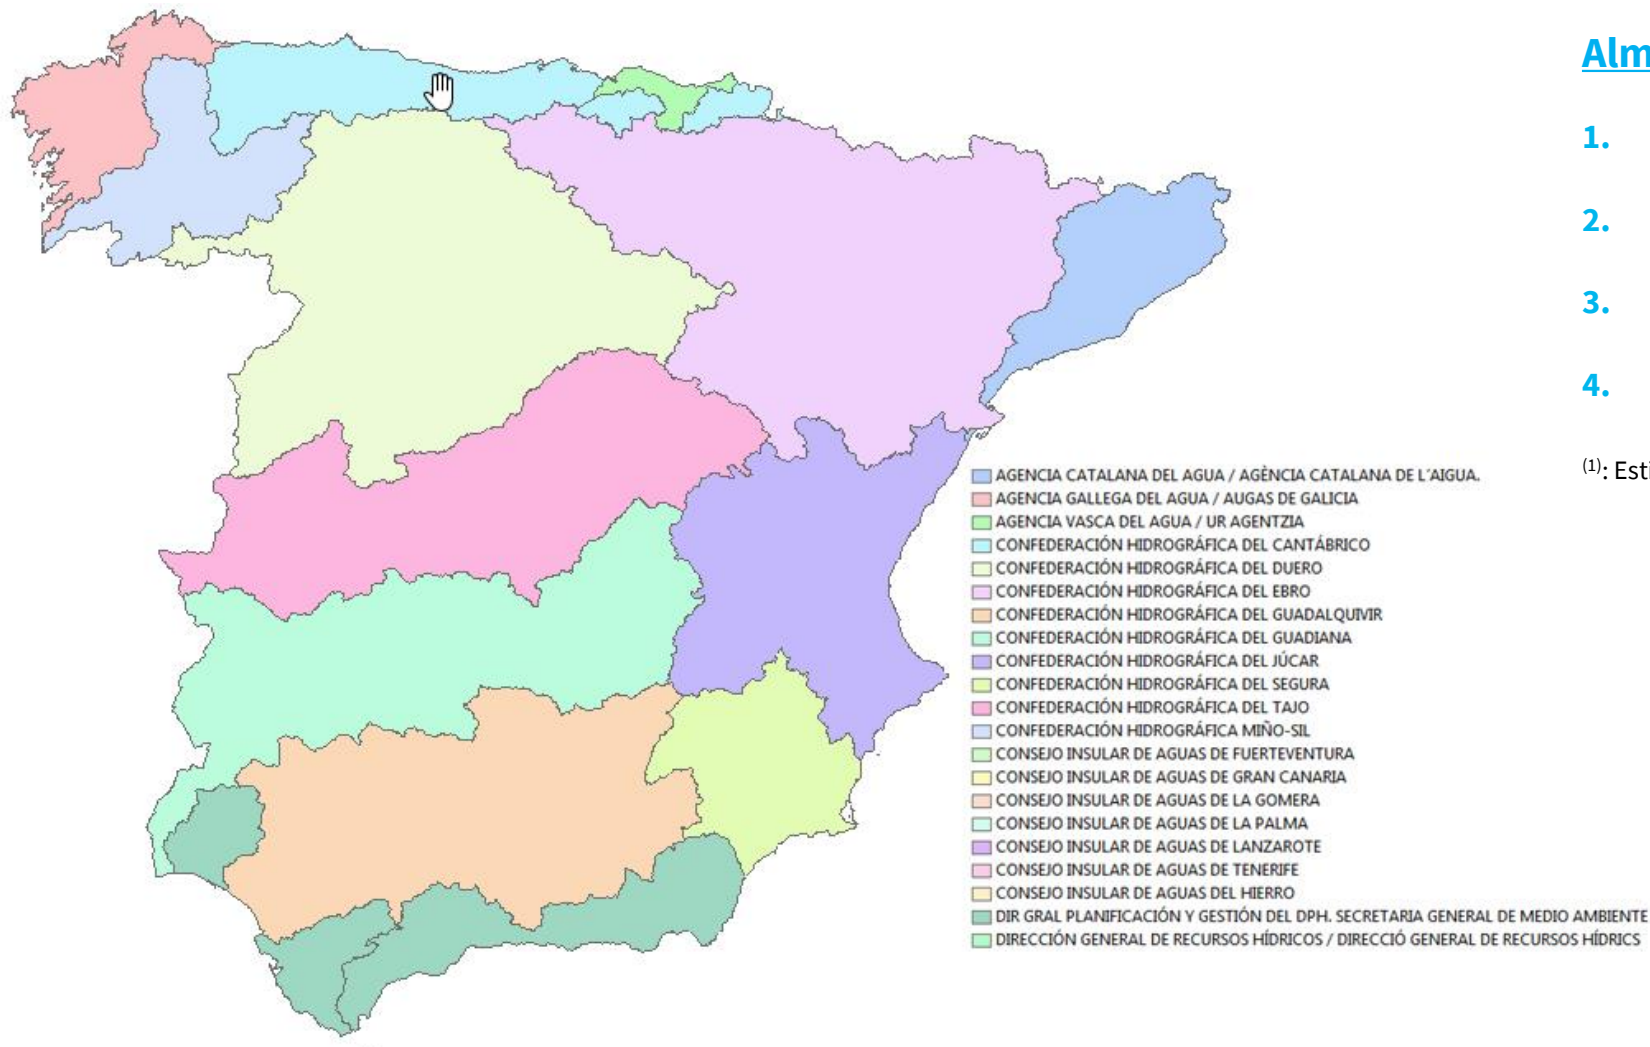 Alm
1.
2.
3.
4.
(1): Esti
AGENCIA CATALANA DEL AGUA / AGÈNCIA CATALANA DE L'AIGUA.
AGENCIA GALLEGA DEL AGUA / AUGAS DE GALICIA
AGENCIA VASCA DEL AGUA / UR AGENTZIA
CONFEDERACIÓN HIDROGRÁFICA DEL CANTÁBRICO
CONFEDERACIÓN HIDROGRÁFICA DEL DUERO
CONFEDERACIÓN HIDROGRÁFICA DEL EBRO
CONFEDERACIÓN HIDROGRÁFICA DEL GUADALQUIVIR
CONFEDERACIÓN HIDROGRÁFICA DEL GUADIANA
CONFEDERACIÓN HIDROGRÁFICA DEL JÚCAR
CONFEDERACIÓN HIDROGRÁFICA DEL SEGURA
CONFEDERACIÓN HIDROGRÁFICA DEL TAJO
CONFEDERACIÓN HIDROGRÁFICA MIÑO-SIL
CONSEJO INSULAR DE AGUAS DE FUERTEVENTURA
CONSEJO INSULAR DE AGUAS DE GRAN CANARIA
CONSEJO INSULAR DE AGUAS DE LA GOMERA
CONSEJO INSULAR DE AGUAS DE LA PALMA
CONSEJO INSULAR DE AGUAS DE LANZAROTE
CONSEJO INSULAR DE AGUAS DE TENERIFE
CONSEJO INSULAR DE AGUAS DEL HIERRO
DIR GRAL PLANIFICACIÓN Y GESTIÓN DEL DPH. SECRETARIA GENERAL DE MEDIO AMBIENTE
DIRECCIÓN GENERAL DE RECURSOS HÍDRICOS / DIRECCIÓ GENERAL DE RECURSOS HÍDRICS